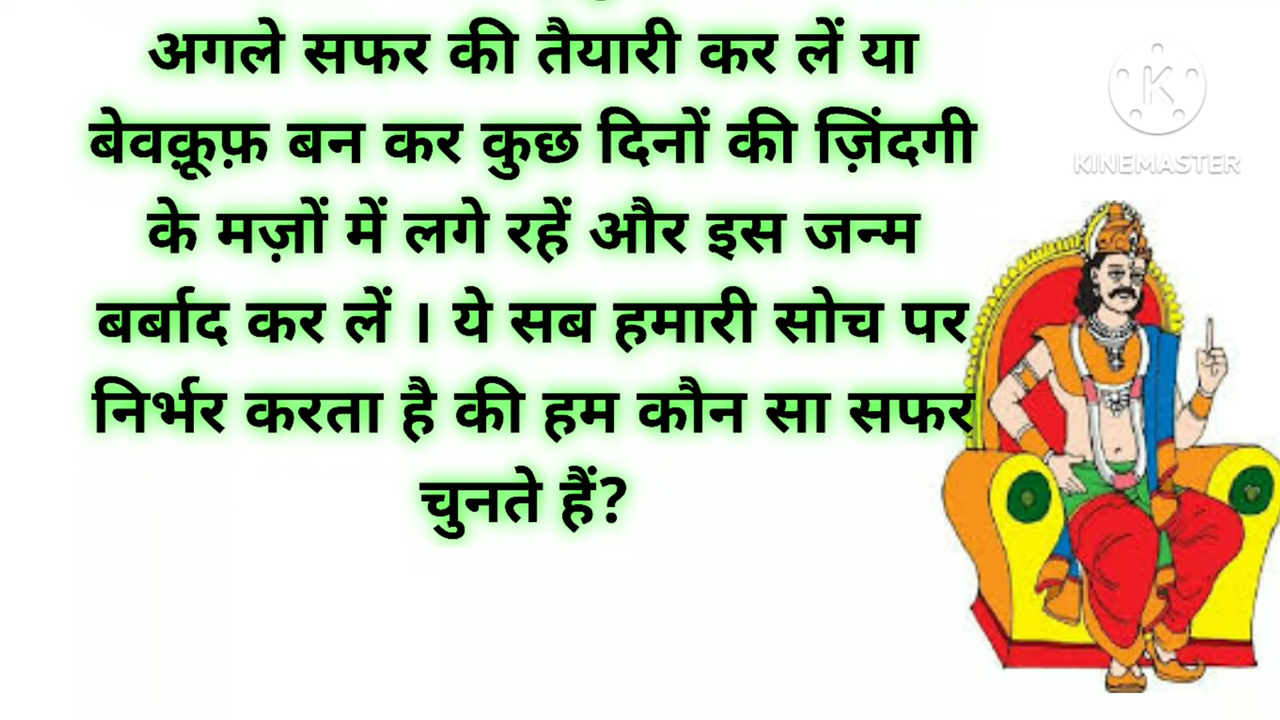 अगले सफर की तैयारी कर लें या
बेवक़ूफ़ बन कर कुछ दिनों की ज़िंदगी
के मज़ों में लगे रहें और इस जन्म
बर्बाद कर लें । ये सब हमारी सोच पर
निर्भर करता है की हम कौन सा सफर
चुनते हैं?
K
KINEMASTER